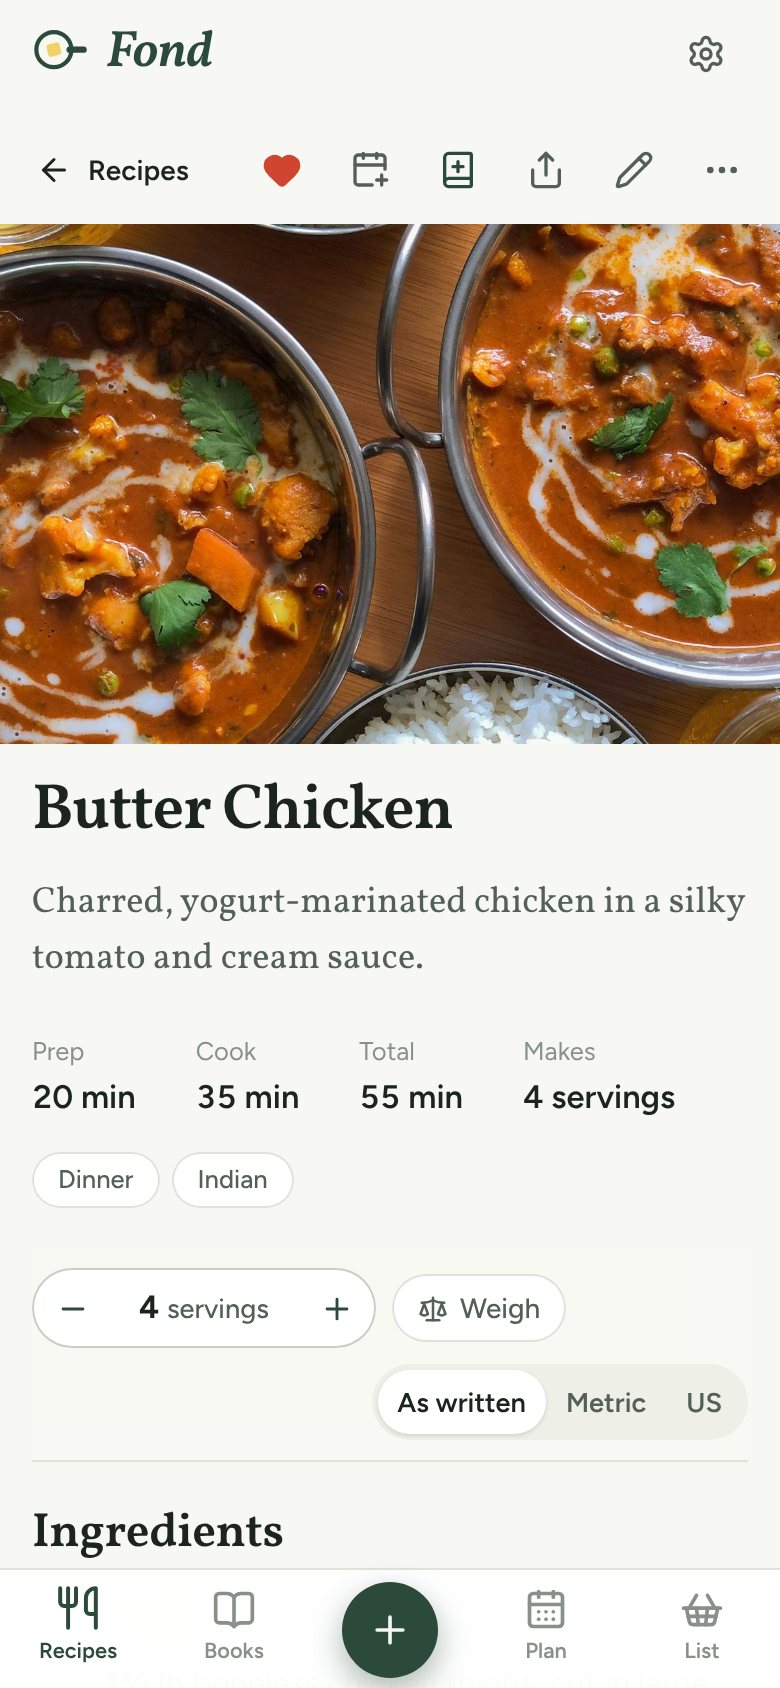 Fond
Recipes
Butter Chicken
Charred, yogurt-marinated chicken in a silky
tomato and cream sauce.
Prep Cook Total Makes
20 min 35 min 55 min 4 servings
Dinner Indian
4 servings Weigh
As written Metric US
Ingredients
Recipes Books Plan List